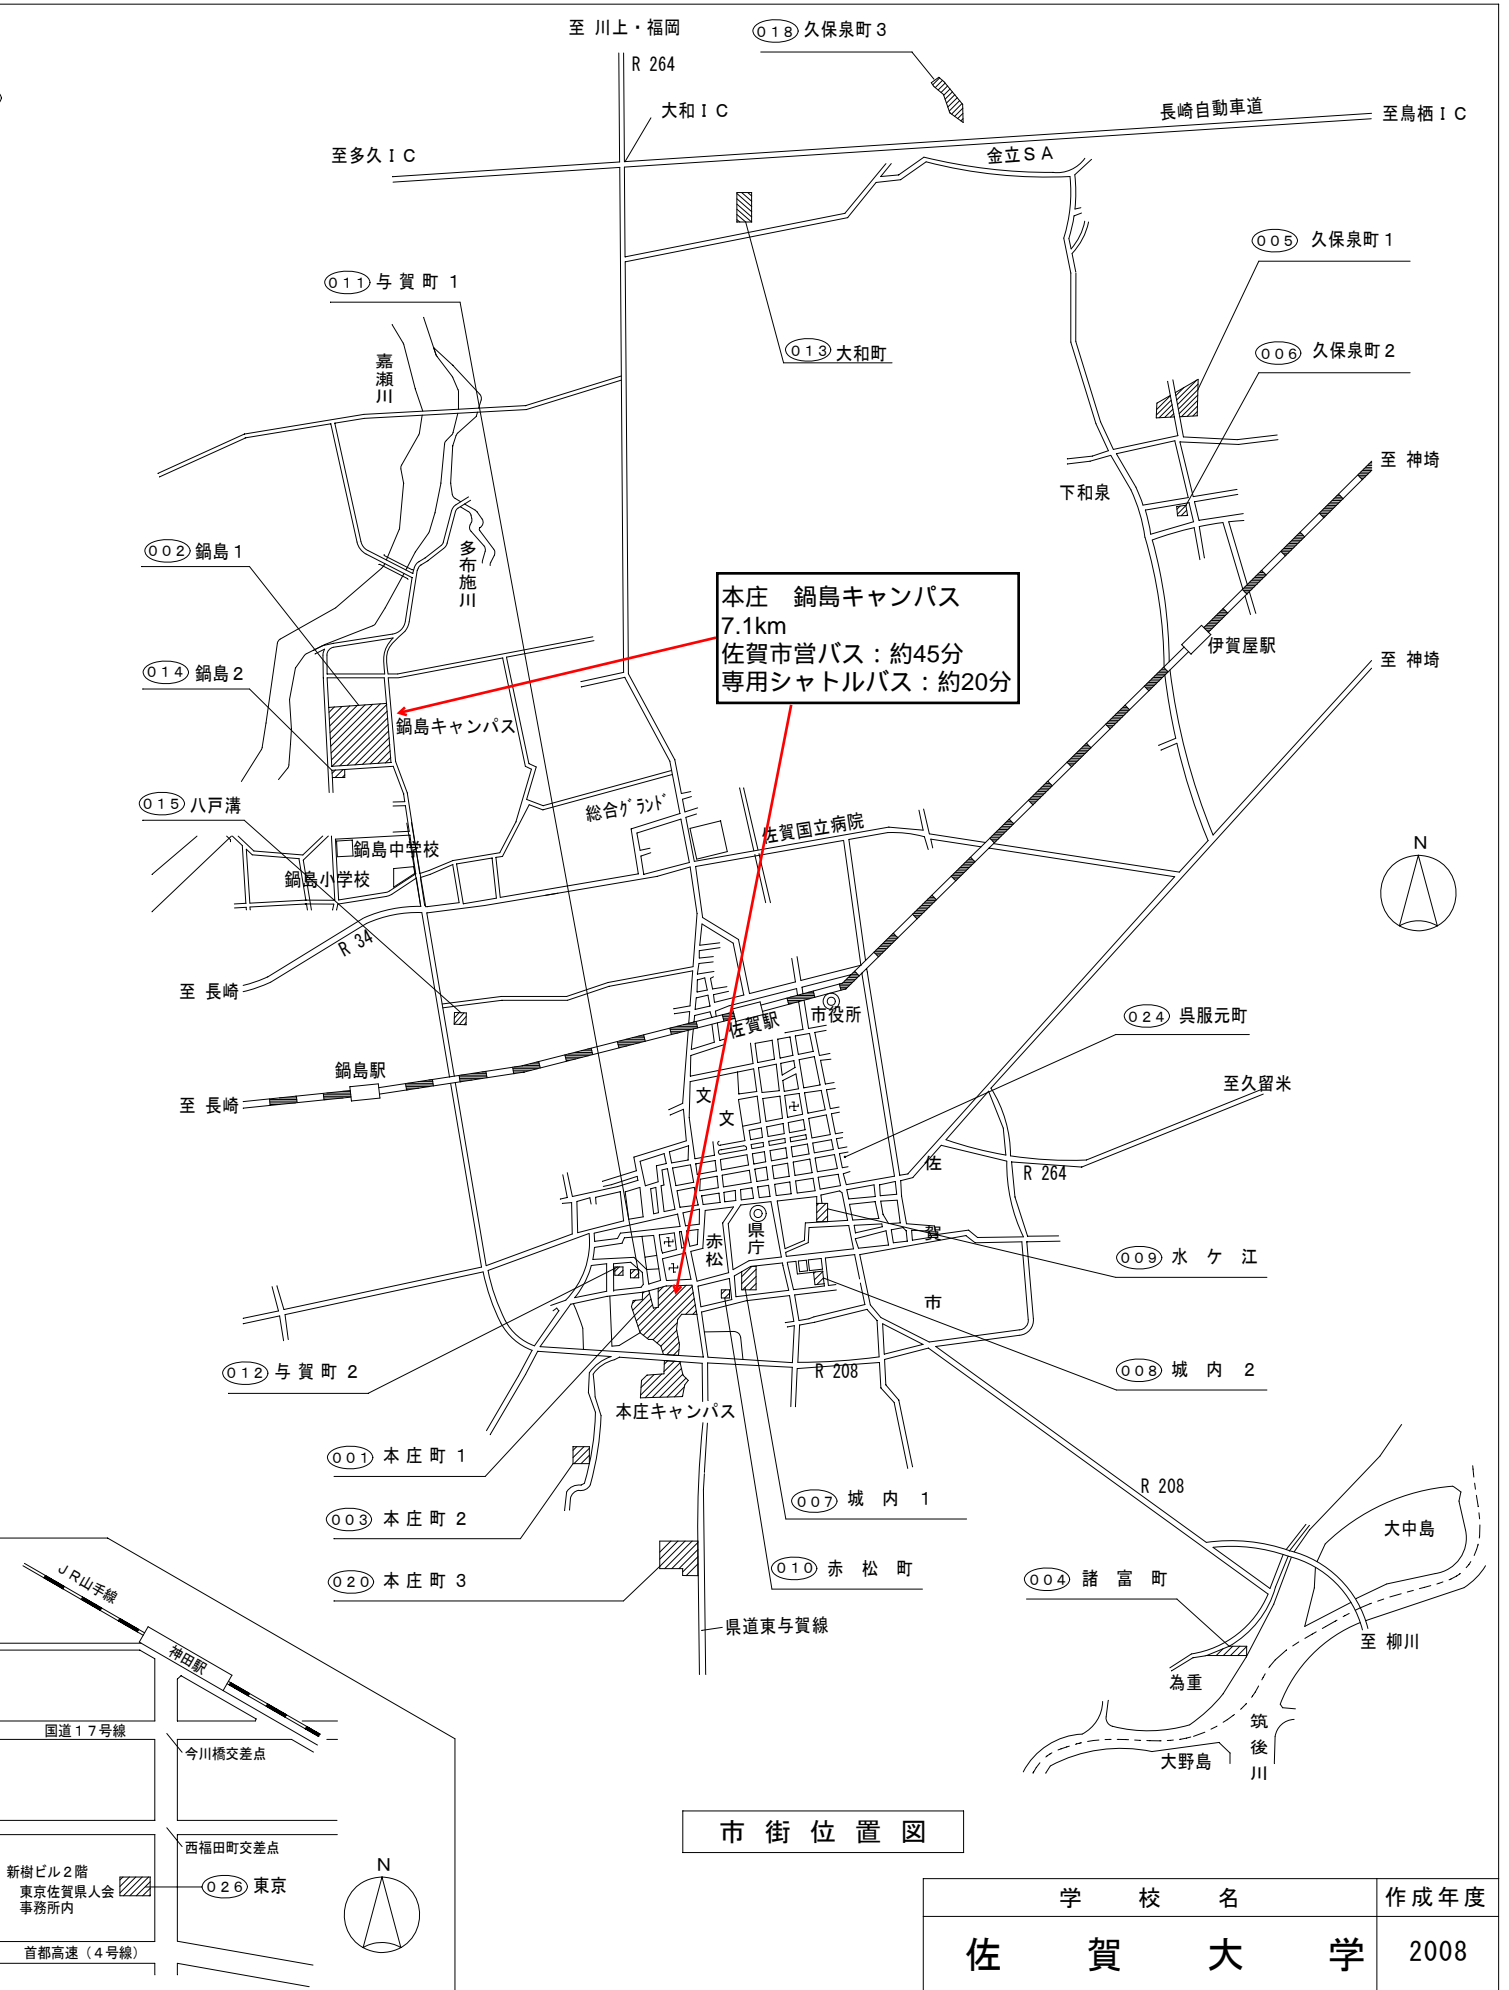 至 川上・福岡
018 久保泉町3
R 264
大和IC
長崎自動車道
至鳥栖IC
至多久IC
金立SA
005 久保泉町1
011 与賀町 1
013 大和町
006 久保泉町2
嘉瀬川
至 神埼
下和泉
002 鍋島1
多布施川
本庄　鍋島キャンパス
7.1km
佐賀市営バス：約45分
専用シャトルバス：約20分
伊賀屋駅
至 神埼
014 鍋島2
鍋島キャンパス
015 八戸溝
総合グランド
佐賀国立病院
N
鍋島中学校
鍋島小学校
R 34
至 長崎
佐賀駅
市役所
024 呉服元町
鍋島駅
至久留米
至 長崎
文
文
佐
賀
市
R 264
赤松
県庁
009 水ケ江
012 与賀町2
R 208
008 城内 2
本庄キャンパス
001 本庄町 1
R 208
007 城内 1
003 本庄町 2
大中島
010 赤松町
020 本庄町 3
004 諸富町
県道東与賀線
至 柳川
為重
筑後川
大野島
JR山手線
神田駅
国道17号線
今川橋交差点
西福田町交差点
新樹ビル2階
東京佐賀県人会
事務所内
026 東京
N
首都高速（4号線）
市街位置図
学校名
作成年度
佐賀大学
2008